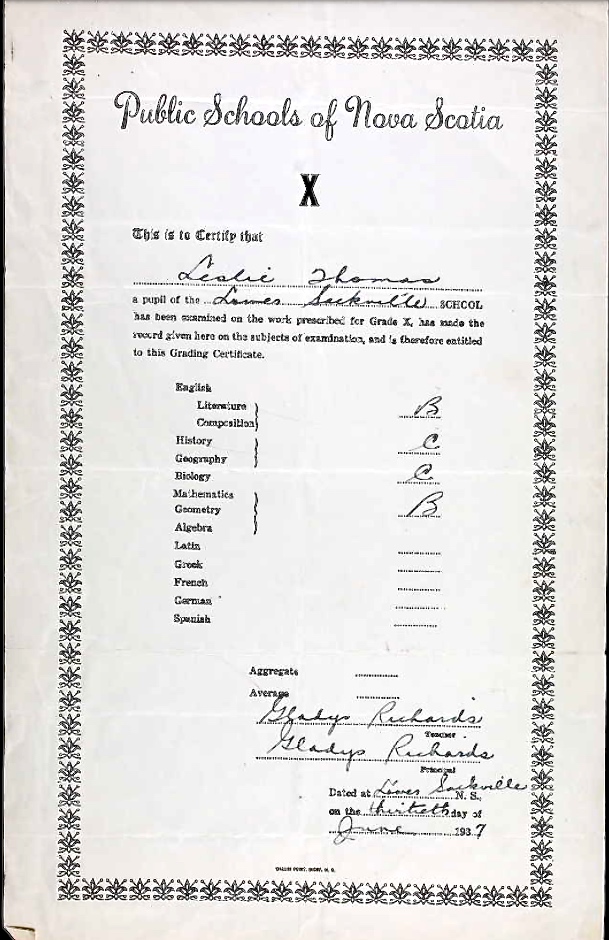 Public Schools of Nova Scotia
X
This is to Certify that
Leslie Thomas
a pupil of the Lower Sackville SCHOOL
has been examined on the work prescribed for Grade X, has made the
record given here on the subjects of examination, and is therefore entitled
to this Grading Certificate.
English
Literature
Composition } B
History
Geography } C
Biology C
Mathematics
Geometry
Algebra } B
Latin
Greek
French
German
Spanish
Aggregate
Average
Gladys Richards
Teacher
Gladys Richards
Principal
Dated at Lower Sackville N. S.,
on the thirtieth day of
June 1937